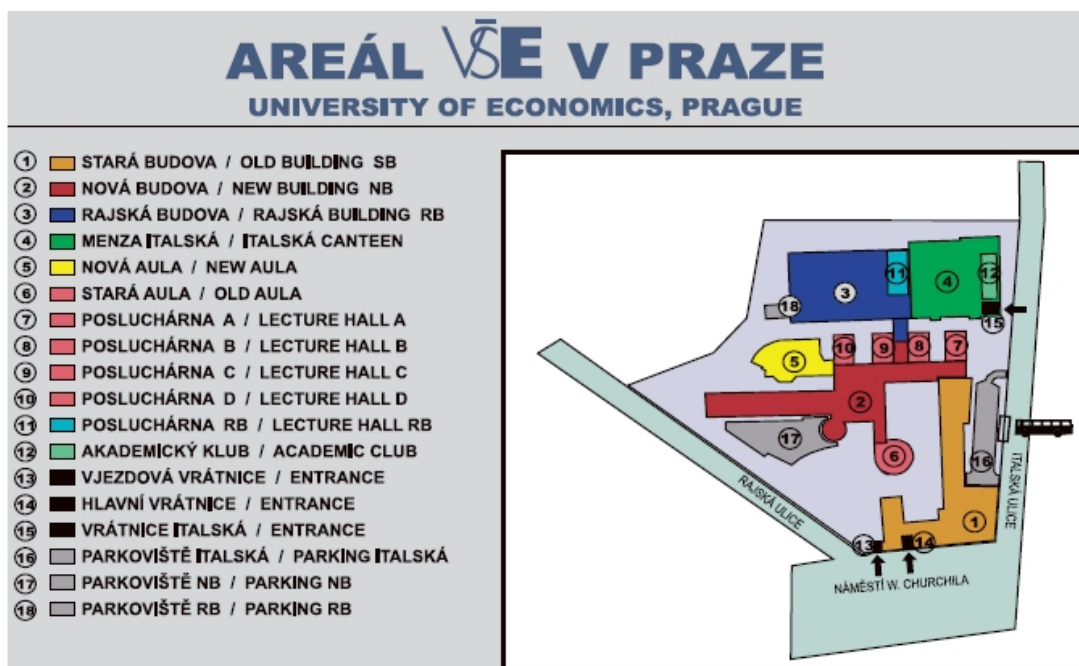 AREÁL VŠE V PRAZE
UNIVERSITY OF ECONOMICS, PRAGUE
1 STARÁ BUDOVA / OLD BUILDING SB
2 NOVÁ BUDOVA / NEW BUILDING NB
3 RAJSKÁ BUDOVA / RAJSKÁ BUILDING RB
4 MENZA ITALSKÁ / ITALSKÁ CANTEEN
5 NOVÁ AULA / NEW AULA
6 STARÁ AULA / OLD AULA
7 POSLUCHÁRNA A / LECTURE HALL A
8 POSLUCHÁRNA B / LECTURE HALL B
9 POSLUCHÁRNA C / LECTURE HALL C
10 POSLUCHÁRNA D / LECTURE HALL D
11 POSLUCHÁRNA RB / LECTURE HALL RB
12 AKADEMICKÝ KLUB / ACADEMIC CLUB
13 VJEZDOVÁ VRÁTNICE / ENTRANCE
14 HLAVNÍ VRÁTNICE / ENTRANCE
15 VRÁTNICE ITALSKÁ / ENTRANCE
16 PARKOVIŠTĚ ITALSKÁ / PARKING ITALSKÁ
17 PARKOVIŠTĚ NB / PARKING NB
18 PARKOVIŠTĚ RB / PARKING RB
11
12
4
3
18
15
10
9
8
7
5
2
17
6
16
1
13
14
RAJSKÁ ULICE
ITALSKÁ ULICE
NÁMĚSTÍ W. CHURCHILA